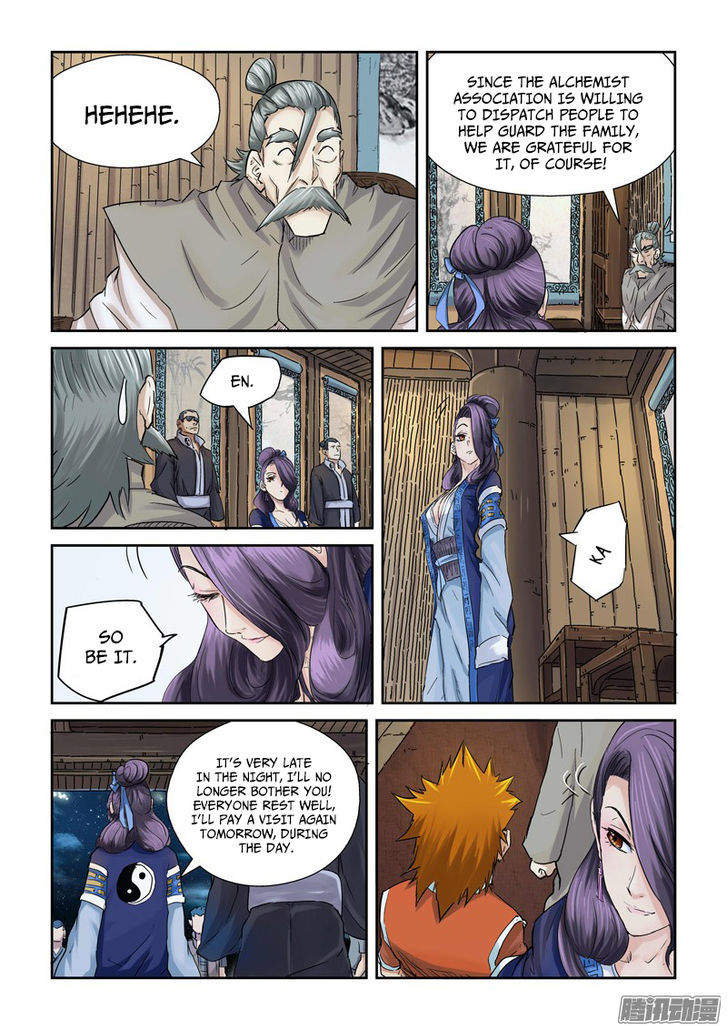 HEHEHE.
SINCE THE ALCHEMIST
ASSOCIATION IS WILLING
TO DISPATCH PEOPLE TO
HELP GUARD THE FAMILY,
WE ARE GRATEFUL FOR
IT, OF COURSE!
EN.
KA
SO
BE IT.
IT'S VERY LATE
IN THE NIGHT, I'LL NO
LONGER BOTHER YOU!
EVERYONE REST WELL,
I'LL PAY A VISIT AGAIN
TOMORROW, DURING
THE DAY.
腾讯动漫